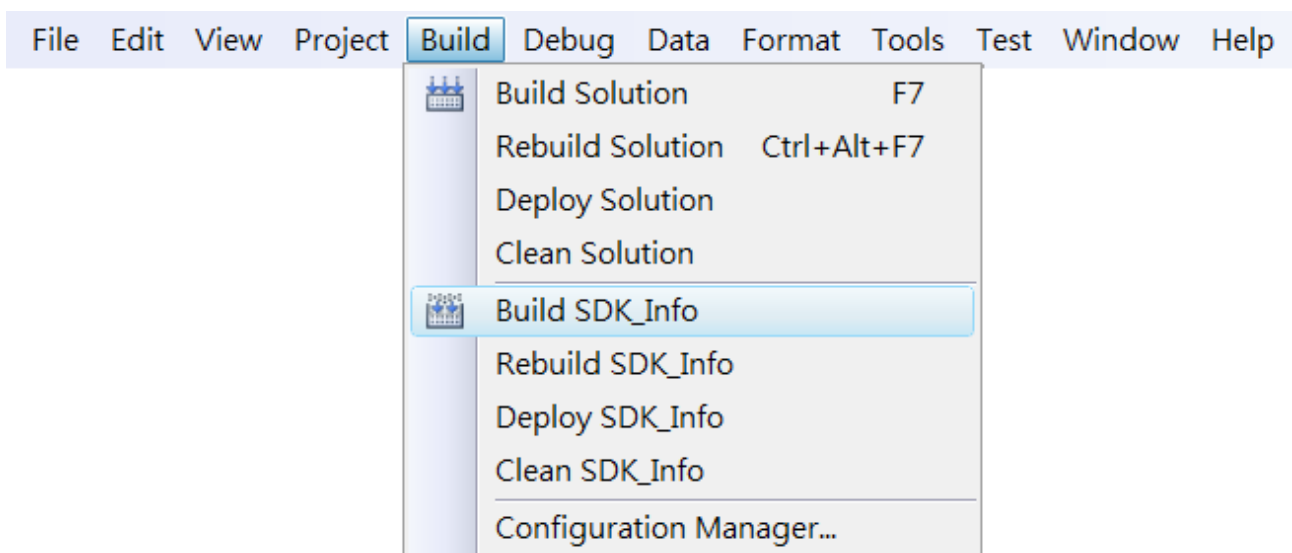 File Edit View Project Build Debug Data Format Tools Test Window Help
Build Solution F7
Rebuild Solution Ctrl+Alt+F7
Deploy Solution
Clean Solution
Build SDK_Info
Rebuild SDK_Info
Deploy SDK_Info
Clean SDK_Info
Configuration Manager...